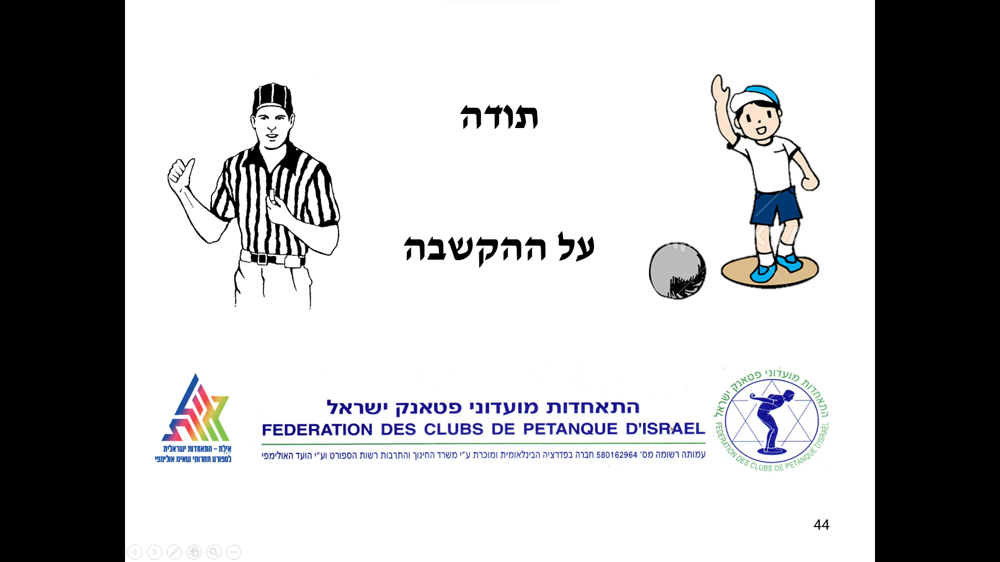 תודה
על ההקשבה
התאחדות מועדוני פטאנק ישראל
FEDERATION DES CLUBS DE PETANQUE D'ISRAEL
עמותה רשומה מס׳ 580162964 חברה בפדרציה הבינלאומית ומוכרת ע״י משרד החינוך והתרבות רשות הספורט וע״י הועד האולימפי
התאחדות מועדוני פטאנק ישראל
FEDERATION DES CLUBS DE PETANQUE D'ISRAEL
אילת
אַיֶלֶת – התאחדות ישראלית
לספורט תחרותי שאינו אולימפי
44